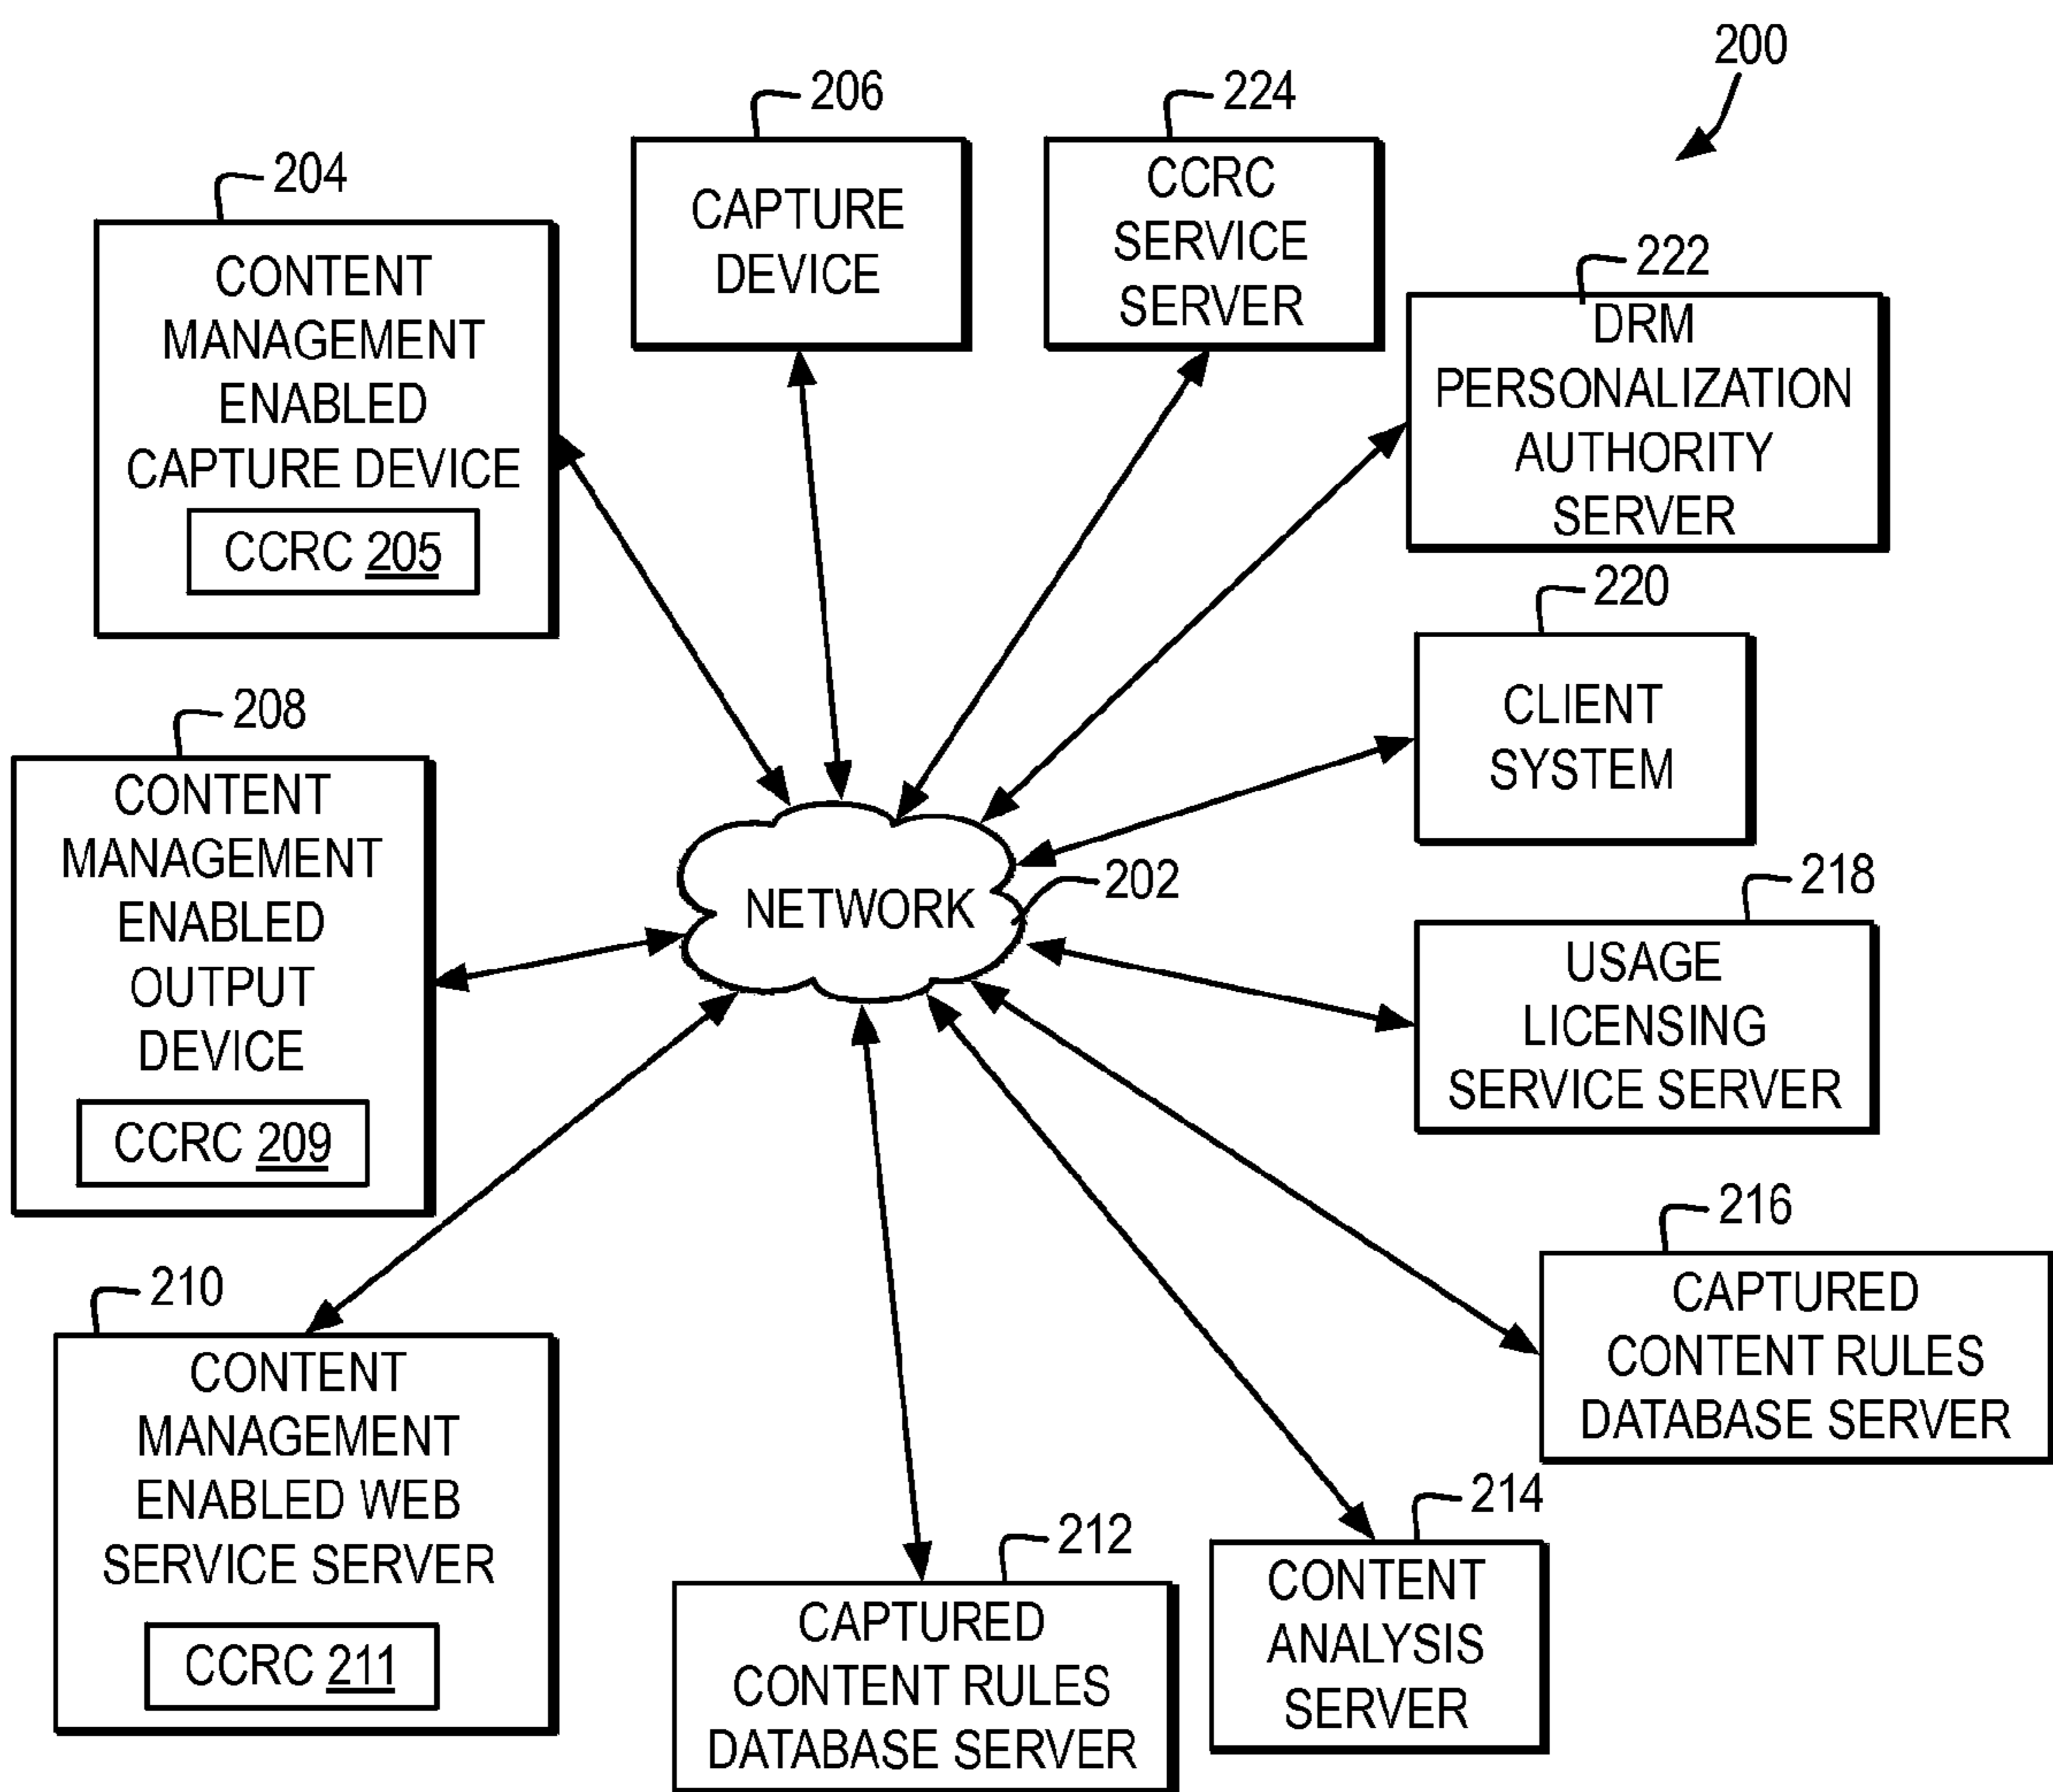 200
206
CAPTURE
DEVICE
224
CCRC
SERVICE
SERVER
204
CONTENT
MANAGEMENT
ENABLED
CAPTURE DEVICE
CCRC 205
222
DRM
PERSONALIZATION
AUTHORITY
SERVER
220
CLIENT
SYSTEM
208
CONTENT
MANAGEMENT
ENABLED
OUTPUT
DEVICE
CCRC 209
NETWORK
202
218
USAGE
LICENSING
SERVICE SERVER
216
CAPTURED
CONTENT RULES
DATABASE SERVER
210
CONTENT
MANAGEMENT
ENABLED WEB
SERVICE SERVER
CCRC 211
212
CAPTURED
CONTENT RULES
DATABASE SERVER
214
CONTENT
ANALYSIS
SERVER